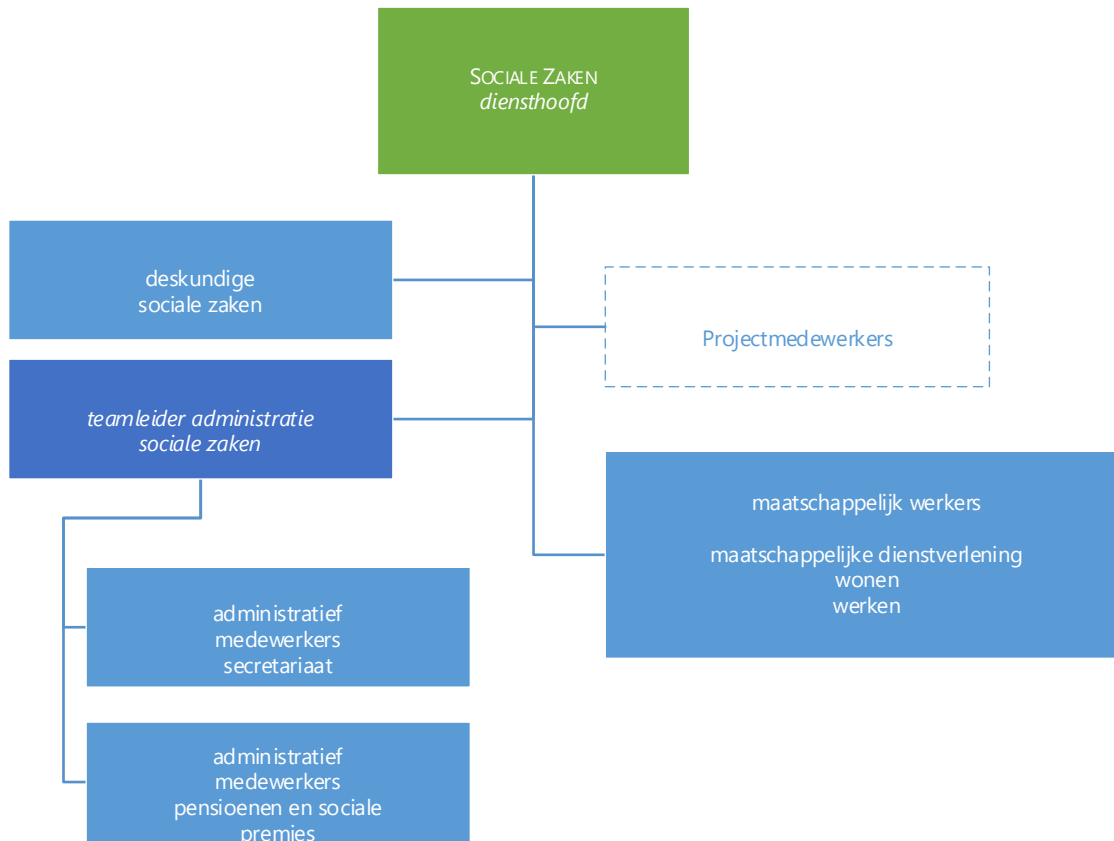 SOCIALE ZAKEN
diensthoofd
deskundige
sociale zaken
Projectmedewerkers
teamleider administratie
sociale zaken
maatschappelijk werkers
maatschappelijke dienstverlening
wonen
werken
administratief
medewerkers
secretariaat
administratief
medewerkers
pensioenen en sociale
premies